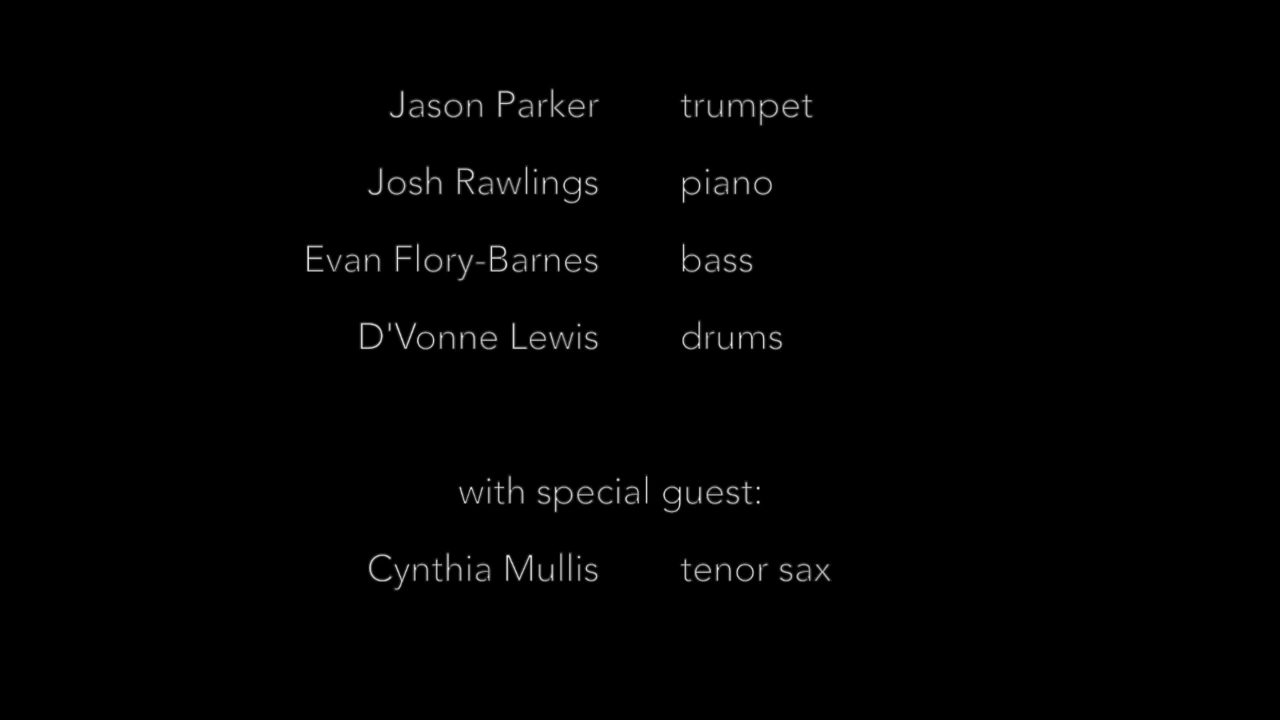 Jason Parker trumpet
Josh Rawlings piano
Evan Flory-Barnes bass
D'Vonne Lewis drums
with special guest:
Cynthia Mullis tenor sax